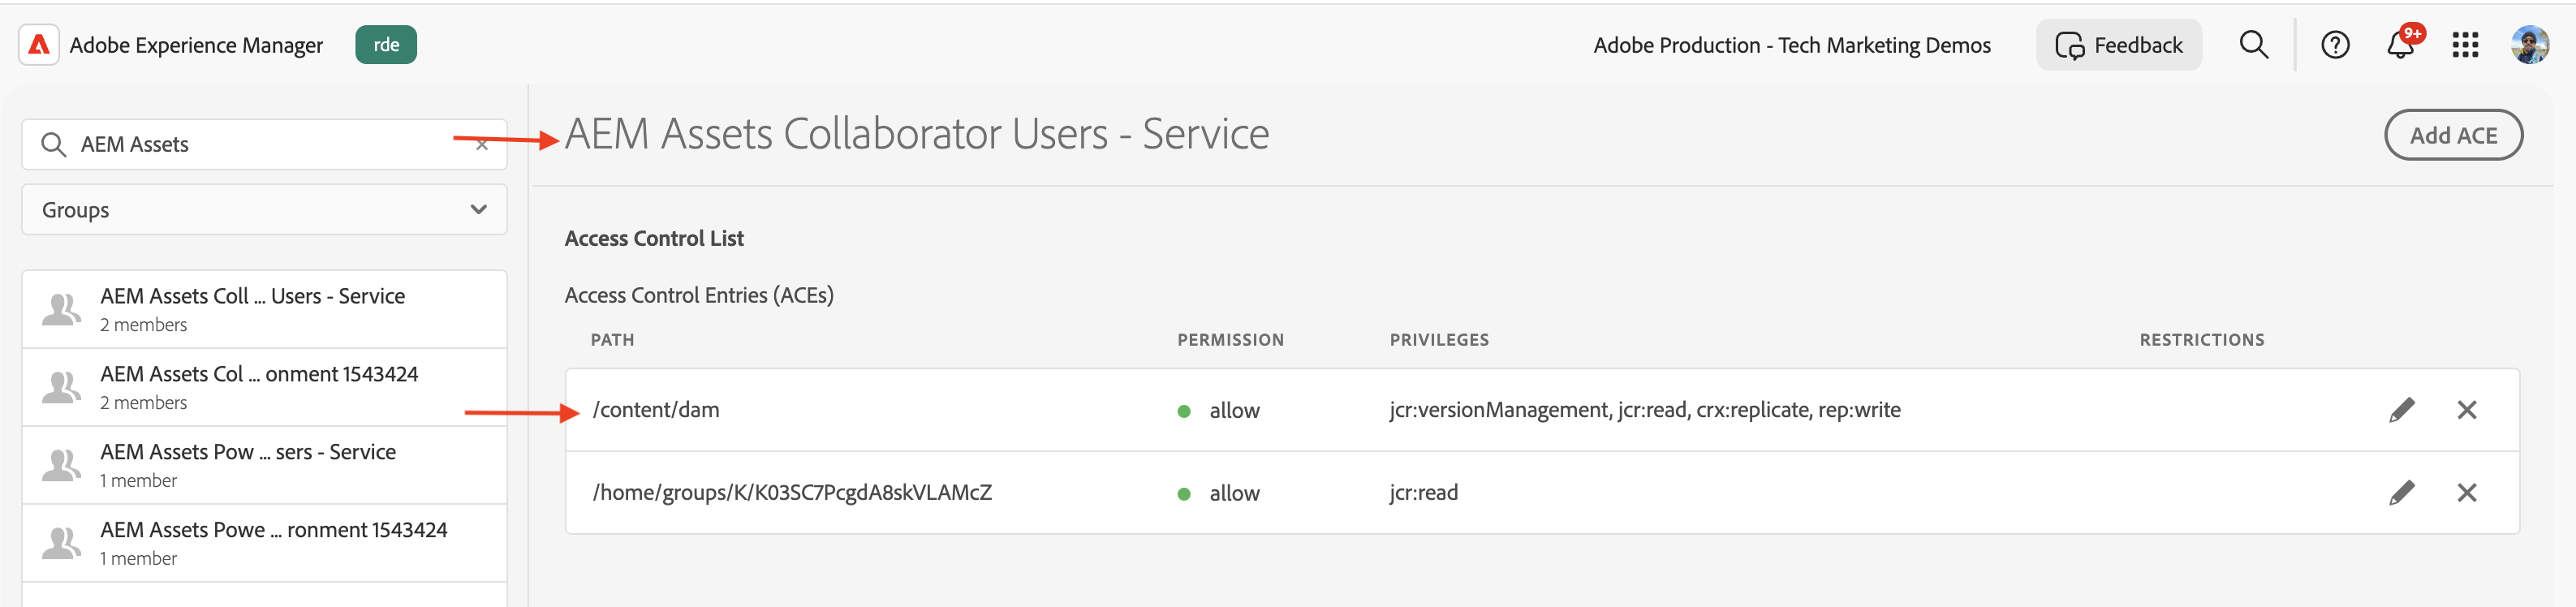 Adobe Experience Manager
rde
Adobe Production - Tech Marketing Demos
Feedback
9+
AEM Assets
Groups
AEM Assets Coll ... Users - Service
2 members
AEM Assets Col ... onment 1543424
2 members
AEM Assets Pow ... sers - Service
1 member
AEM Assets Powe ... ronment 1543424
1 member
AEM Assets Collaborator Users - Service
Add ACE
Access Control List
Access Control Entries (ACEs)
PATH PERMISSION PRIVILEGES RESTRICTIONS
/content/dam allow jcr:versionManagement, jcr:read, crx:replicate, rep:write
/home/groups/K/K03SC7PcgdA8skVLAMcZ allow jcr:read